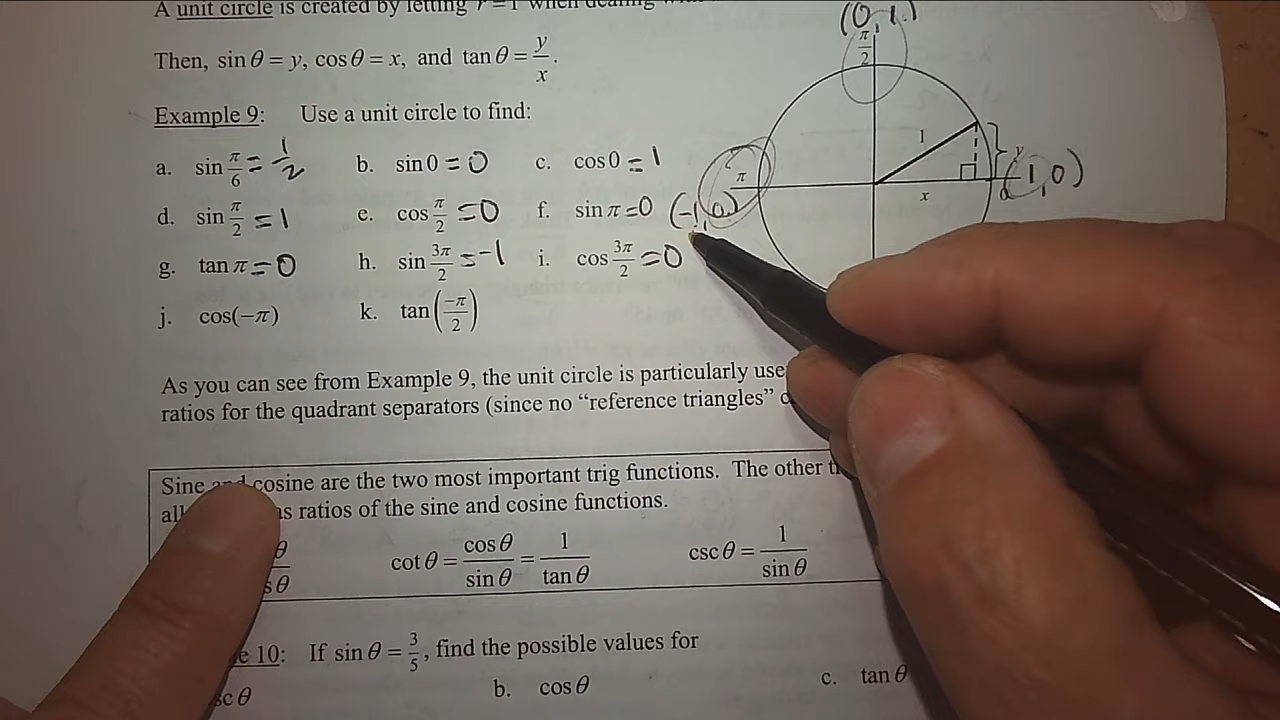 A unit circle is created by letting r = 1 when dealing
Then, sin θ = y, cos θ = x, and tan θ = y/x.
Example 9: Use a unit circle to find:
a. sin π/6 = 1/2 b. sin 0 = 0 c. cos 0 = 1
d. sin π/2 = 1 e. cos π/2 = 0 f. sin π = 0
g. tan π = 0 h. sin 3π/2 = -1 i. cos 3π/2 = 0
j. cos(-π) k. tan(-π/2)
(0, 1)
π/2
1
y
π
x
(1, 0)
(-1, 0)
As you can see from Example 9, the unit circle is particularly
ratios for the quadrant separators (since no "reference triangles"
Sine and cosine are the two most important trig functions. The other
as ratios of the sine and cosine functions.
cot θ = cos θ/sin θ = 1/tan θ csc θ = 1/sin θ
10: If sin θ = 3/5, find the possible values for
b. cos θ c. tan θ